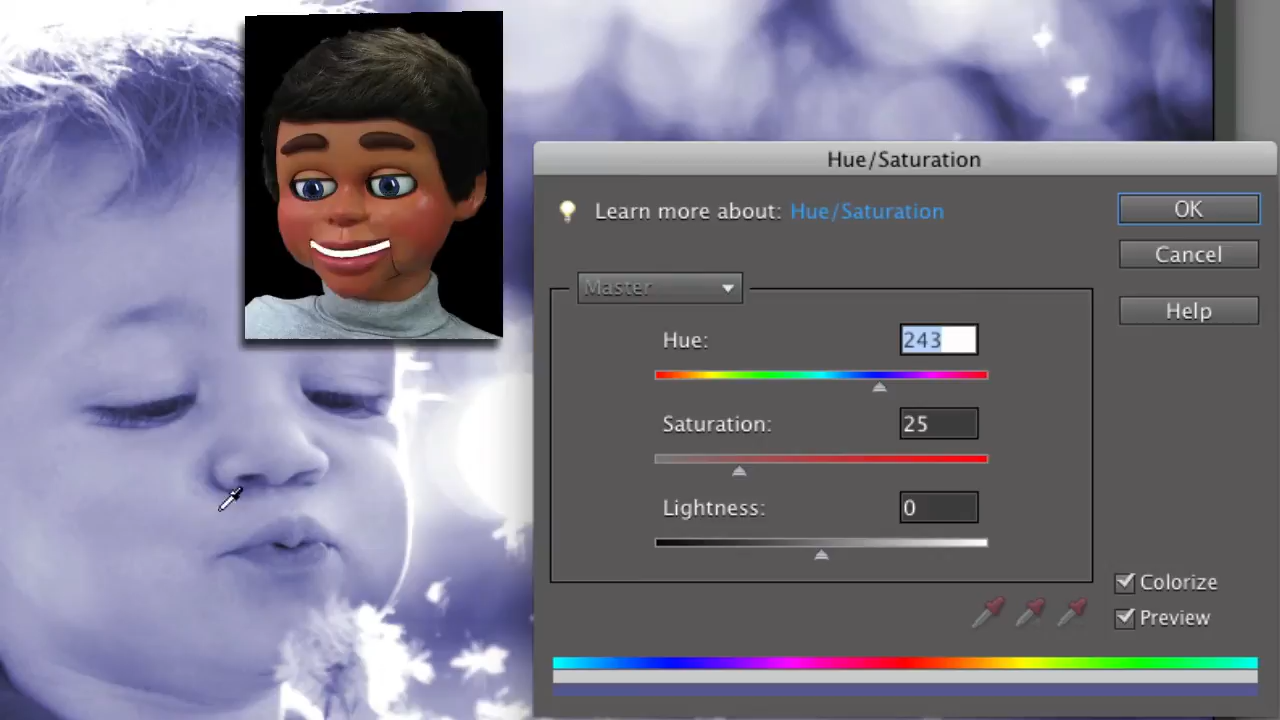 Hue/Saturation
Learn more about: Hue/Saturation
OK
Cancel
Help
Master
Hue: 243
Saturation: 25
Lightness: 0
Colorize
Preview